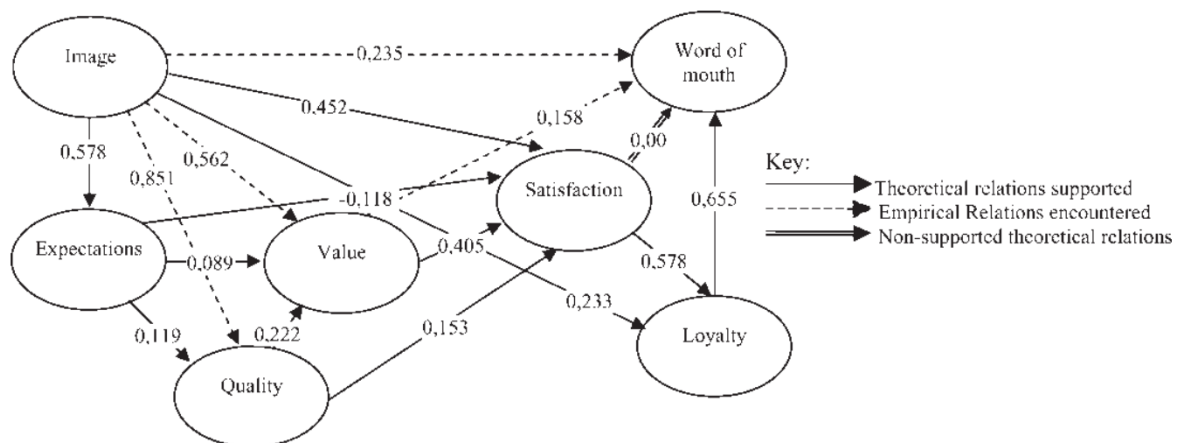 Image
Word of
mouth
0,235
0,452
0,158
0,578
0,562
0,851
0,00
Key:
Theoretical relations supported
Empirical Relations encountered
Non-supported theoretical relations
Satisfaction
-0,118
0,655
Expectations
Value
0,405
0,089
0,578
0,233
0,119
0,222
0,153
Loyalty
Quality